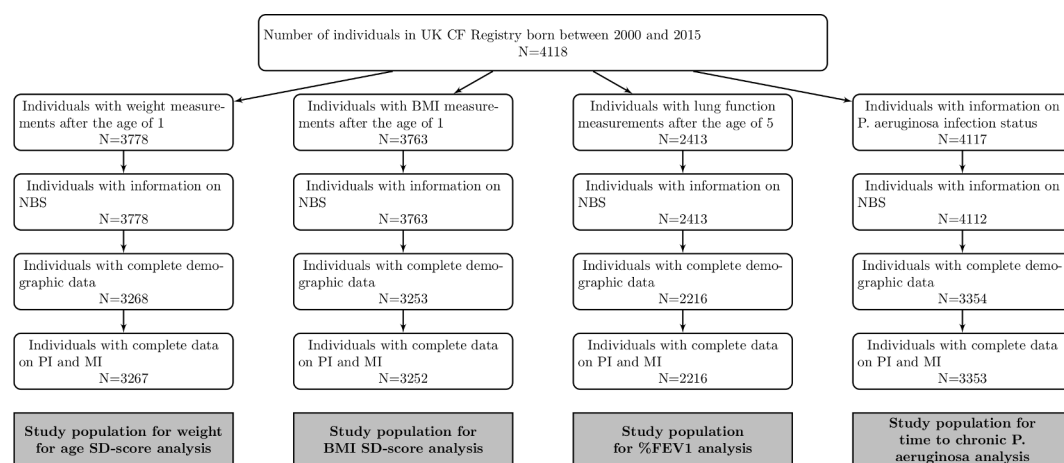 Number of individuals in UK CF Registry born between 2000 and 2015
N=4118
Individuals with weight measure-
ments after the age of 1
N=3778
Individuals with information on
NBS
N=3778
Individuals with complete demo-
graphic data
N=3268
Individuals with complete data
on PI and MI
N=3267
Study population for weight
for age SD-score analysis
Individuals with BMI measure-
ments after the age of 1
N=3763
Individuals with information on
NBS
N=3763
Individuals with complete demo-
graphic data
N=3253
Individuals with complete data
on PI and MI
N=3252
Study population for
BMI SD-score analysis
Individuals with lung function
measurements after the age of 5
N=2413
Individuals with information on
NBS
N=2413
Individuals with complete demo-
graphic data
N=2216
Individuals with complete data
on PI and MI
N=2216
Study population
for %FEV1 analysis
Individuals with information on
P. aeruginosa infection status
N=4117
Individuals with information on
NBS
N=4112
Individuals with complete demo-
graphic data
N=3354
Individuals with complete data
on PI and MI
N=3353
Study population for
time to chronic P.
aeruginosa analysis